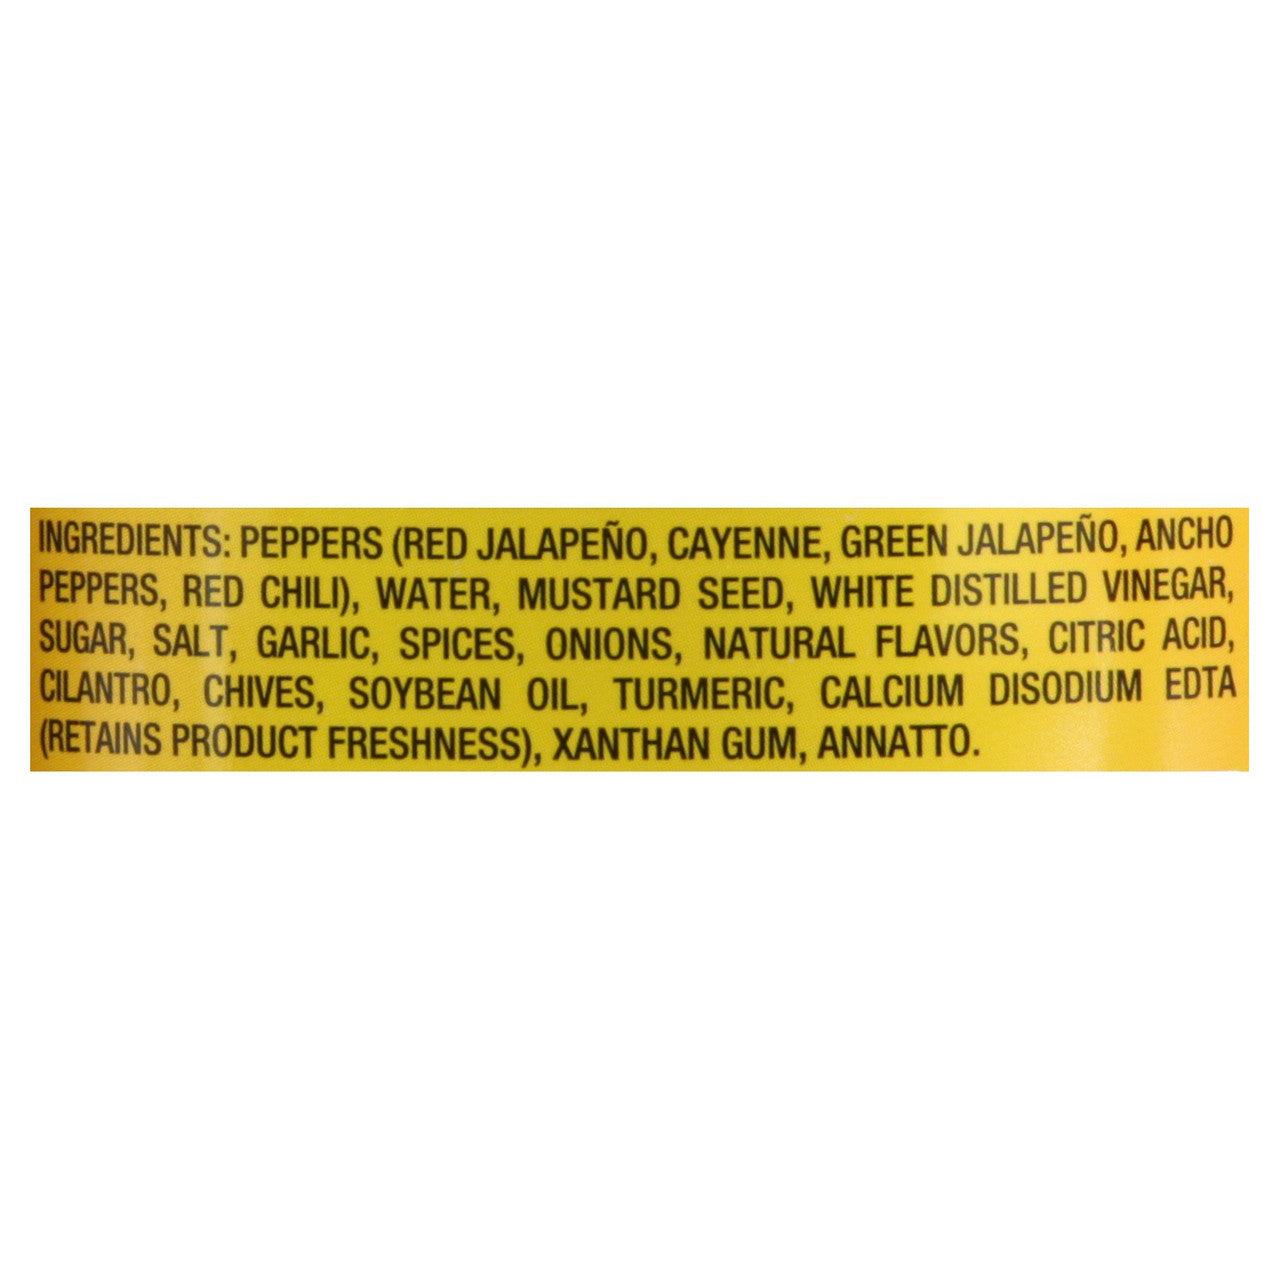 INGREDIENTS: PEPPERS (RED JALAPEÑO, CAYENNE, GREEN JALAPEÑO, ANCHO
PEPPERS, RED CHILI), WATER, MUSTARD SEED, WHITE DISTILLED VINEGAR,
SUGAR, SALT, GARLIC, SPICES, ONIONS, NATURAL FLAVORS, CITRIC ACID,
CILANTRO, CHIVES, SOYBEAN OIL, TURMERIC, CALCIUM DISODIUM EDTA
(RETAINS PRODUCT FRESHNESS), XANTHAN GUM, ANNATTO.